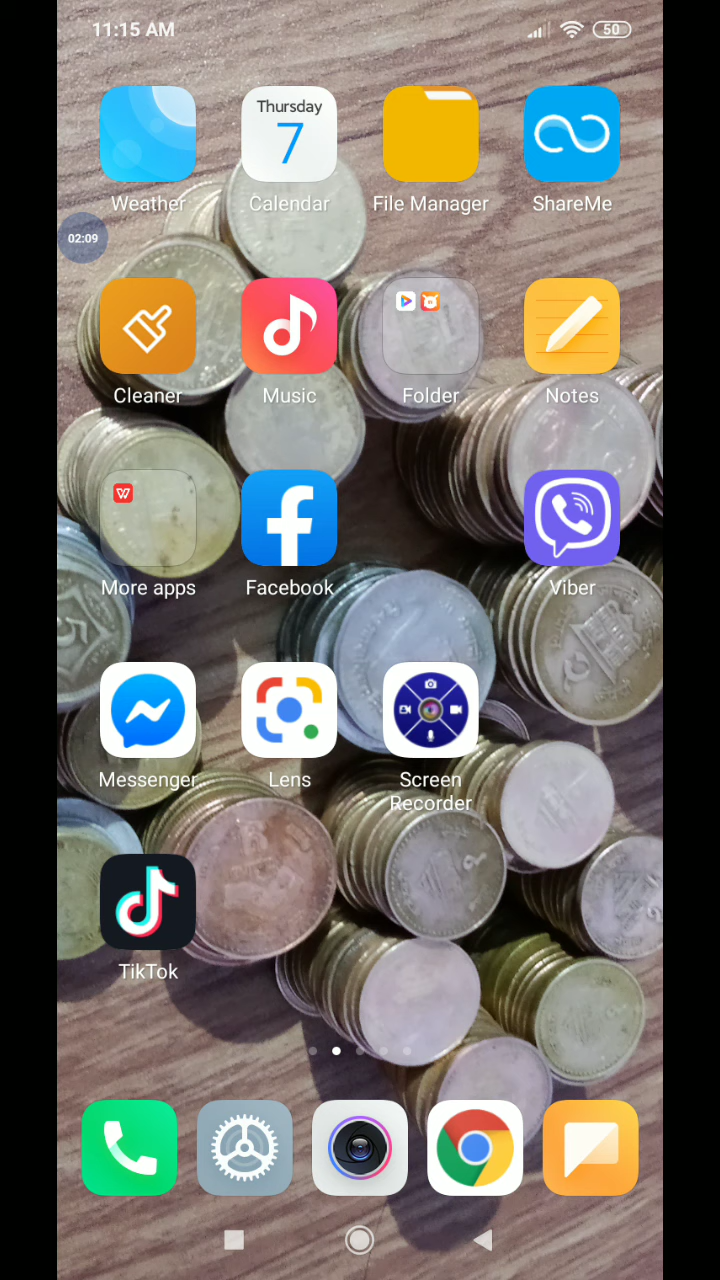 11:15 AM
50
Thursday
7
Weather
Calendar
File Manager
ShareMe
02:09
Cleaner
Music
Folder
Notes
More apps
Facebook
Viber
Messenger
Lens
Screen
Recorder
TikTok